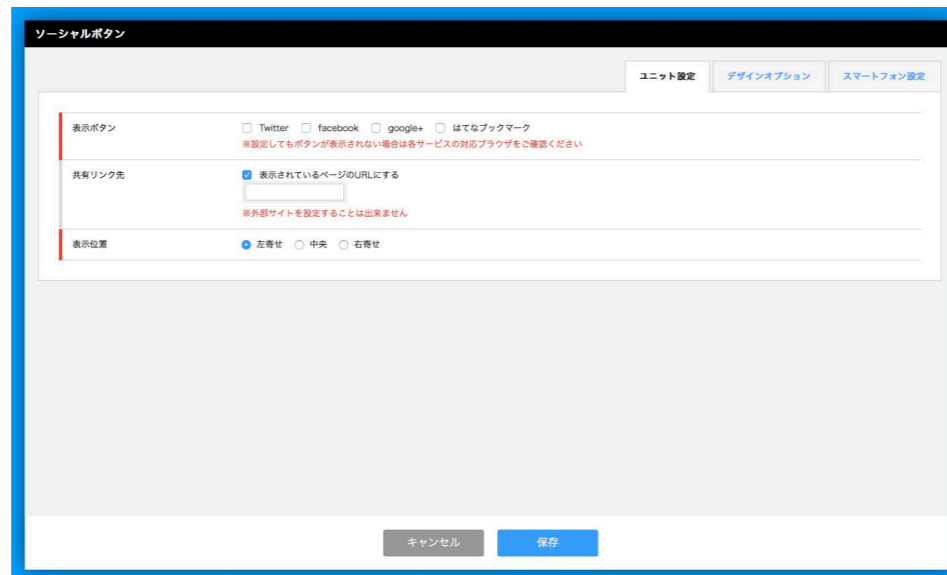 ソーシャルボタン
ユニット設定 デザインオプション スマートフォン設定
表示ボタン Twitter facebook google+ はてなブックマーク
※設定してもボタンが表示されない場合は各サービスの対応ブラウザをご確認ください
共有リンク先 表示されているページのURLにする
※外部サイトを設定することは出来ません
表示位置 左寄せ 中央 右寄せ
キャンセル 保存